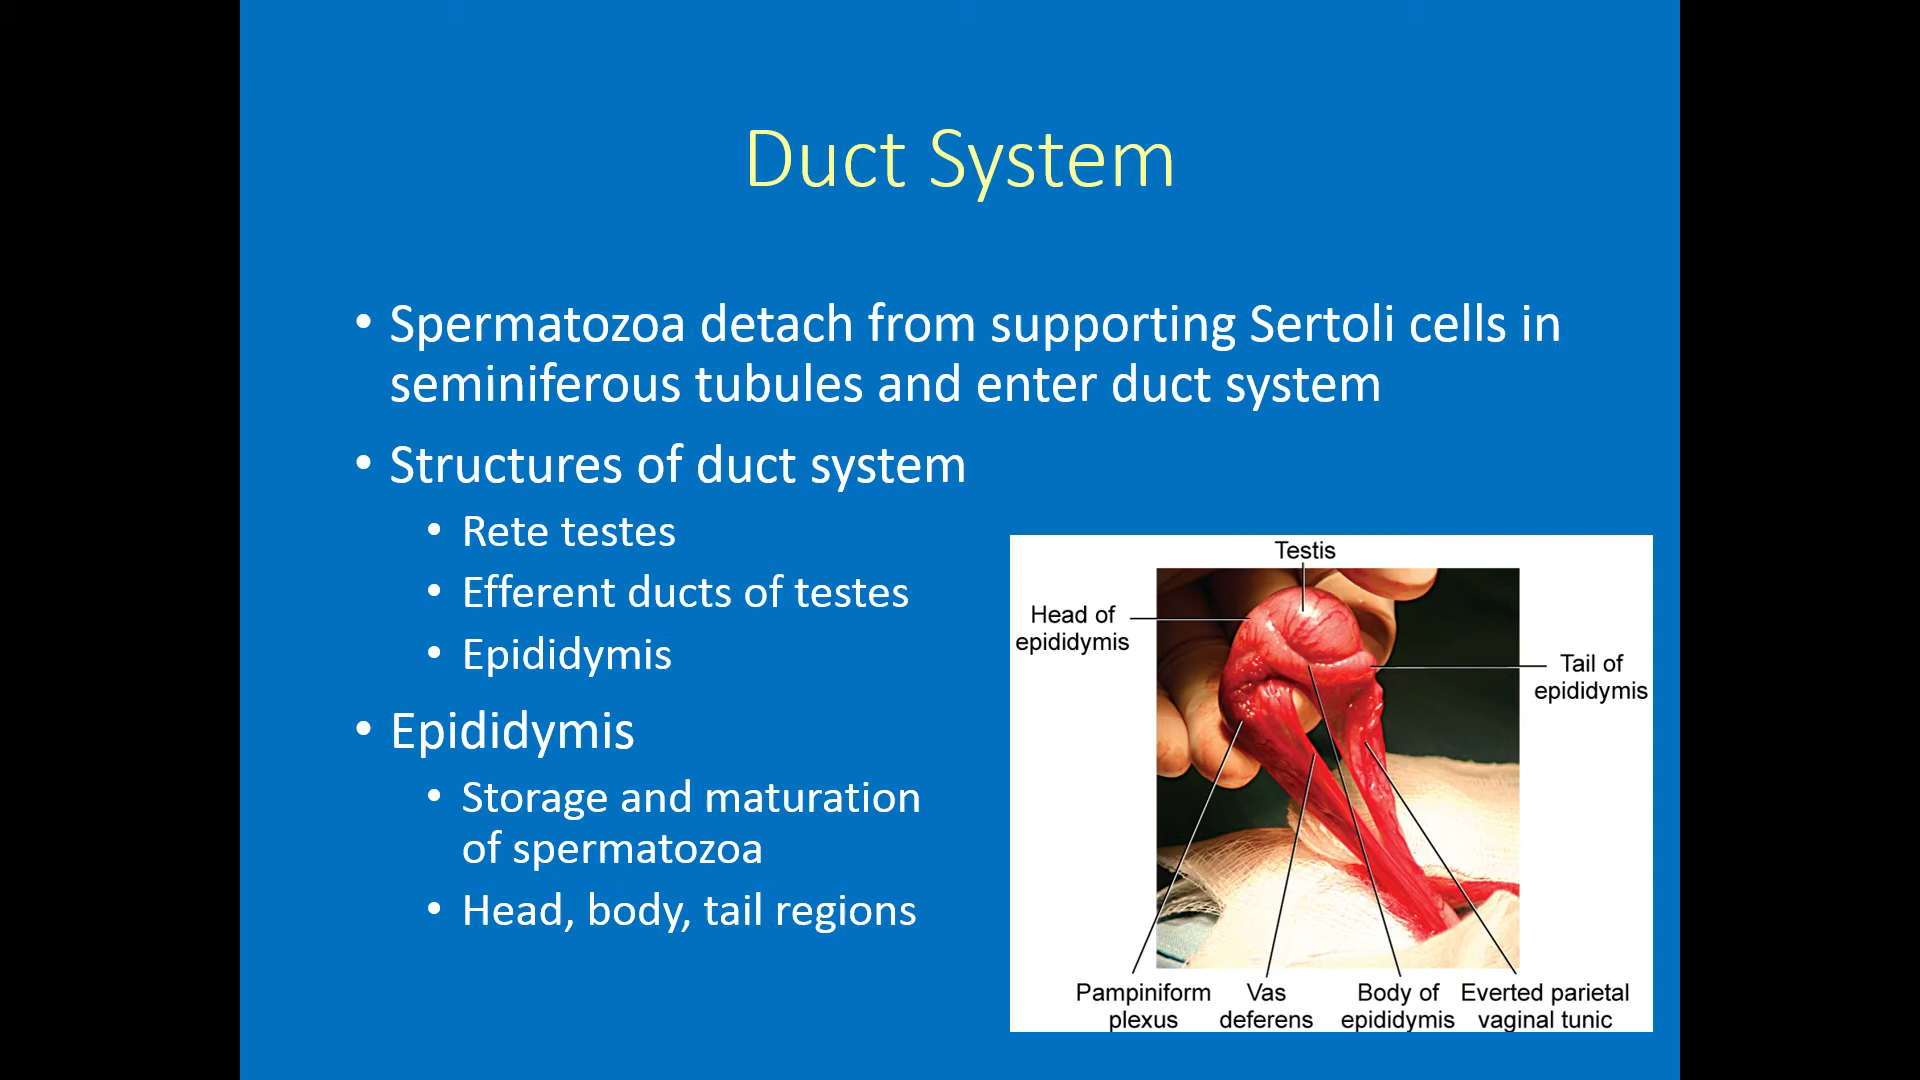 Duct System
• Spermatozoa detach from supporting Sertoli cells in
seminiferous tubules and enter duct system
• Structures of duct system
• Rete testes
• Efferent ducts of testes
• Epididymis
• Epididymis
• Storage and maturation
of spermatozoa
• Head, body, tail regions
Testis
Head of
epididymis
Tail of
epididymis
Pampiniform
plexus
Vas
deferens
Body of
epididymis
Everted parietal
vaginal tunic